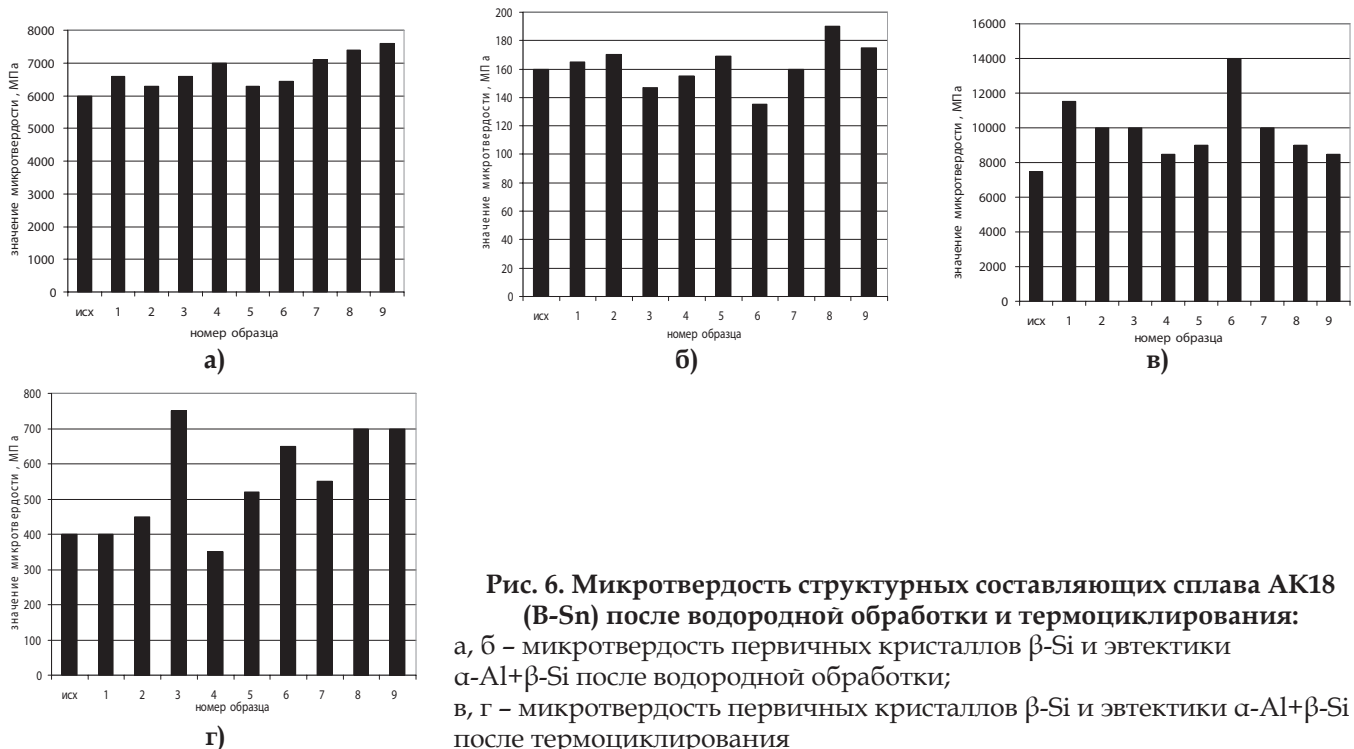 8000
7000
6000
5000
4000
3000
2000
1000
0
значение микротвердости , МПа
исх 1 2 3 4 5 6 7 8 9
номер образца
а)
200
180
160
140
120
100
80
60
40
20
0
значение микротвердости , МПа
исх 1 2 3 4 5 6 7 8 9
номер образца
б)
16000
14000
12000
10000
8000
6000
4000
2000
0
значение микротвердости , МПа
исх 1 2 3 4 5 6 7 8 9
номер образца
в)
800
700
600
500
400
300
200
100
0
значение микротвердости , МПа
исх 1 2 3 4 5 6 7 8 9
номер образца
г)
Рис. 6. Микротвердость структурных составляющих сплава АК18
(B-Sn) после водородной обработки и термоциклирования:
а, б – микротвердость первичных кристаллов β-Si и эвтектики
α-Al+β-Si после водородной обработки;
в, г – микротвердость первичных кристаллов β-Si и эвтектики α-Al+β-Si
после термоциклирования